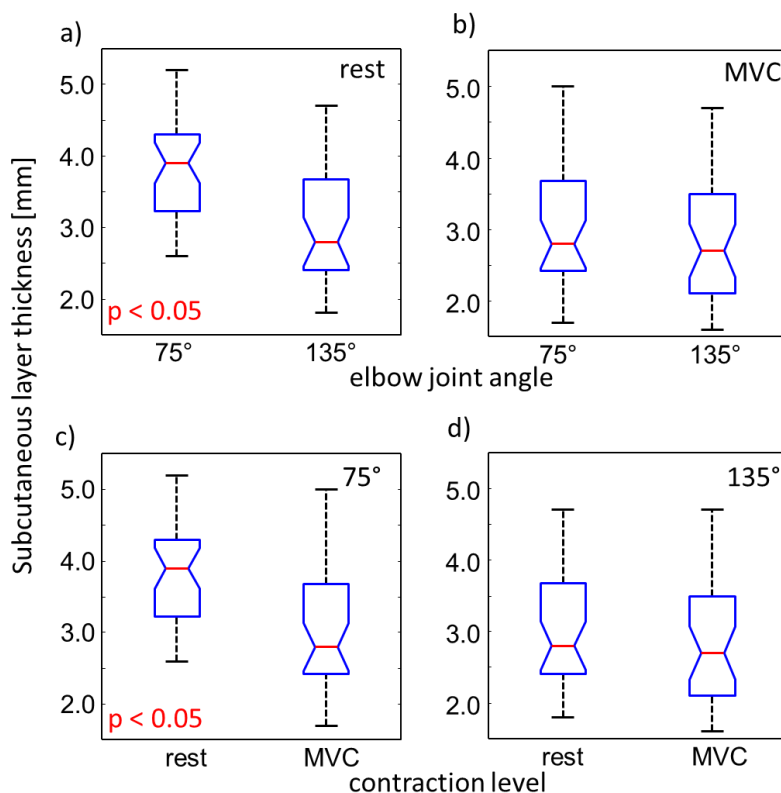 Subcutaneous layer thickness [mm]
a)
rest
5.0
4.0
3.0
2.0
p < 0.05
75°
135°
b)
MVC
5.0
4.0
3.0
2.0
75°
135°
elbow joint angle
c)
75°
5.0
4.0
3.0
2.0
p < 0.05
rest
MVC
d)
135°
5.0
4.0
3.0
2.0
rest
MVC
contraction level